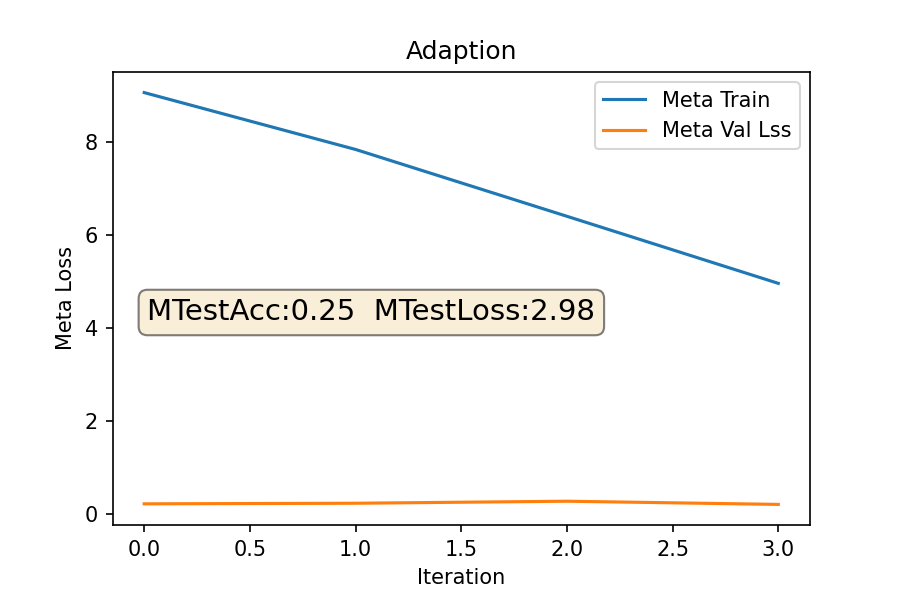 Adaption
Meta Train
Meta Val Lss
Meta Loss
8
6
4
2
0
MTestAcc:0.25 MTestLoss:2.98
0.0 0.5 1.0 1.5 2.0 2.5 3.0
Iteration